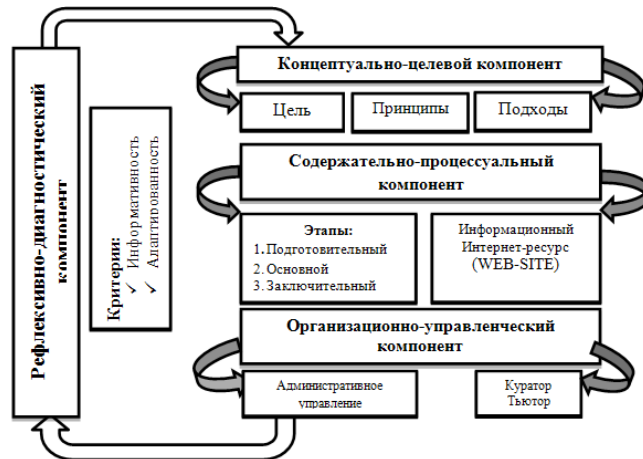 Рефлексивно-диагностический
компонент
Критерии:
✓ Информативность
✓ Адаптированность
Концептуально-целевой компонент
Цель
Принципы
Подходы
Содержательно-процессуальный
компонент
Этапы:
1. Подготовительный
2. Основной
3. Заключительный
Информационный
Интернет-ресурс
(WEB-SITE)
Организационно-управленческий
компонент
Административное
управление
Куратор
Тьютор